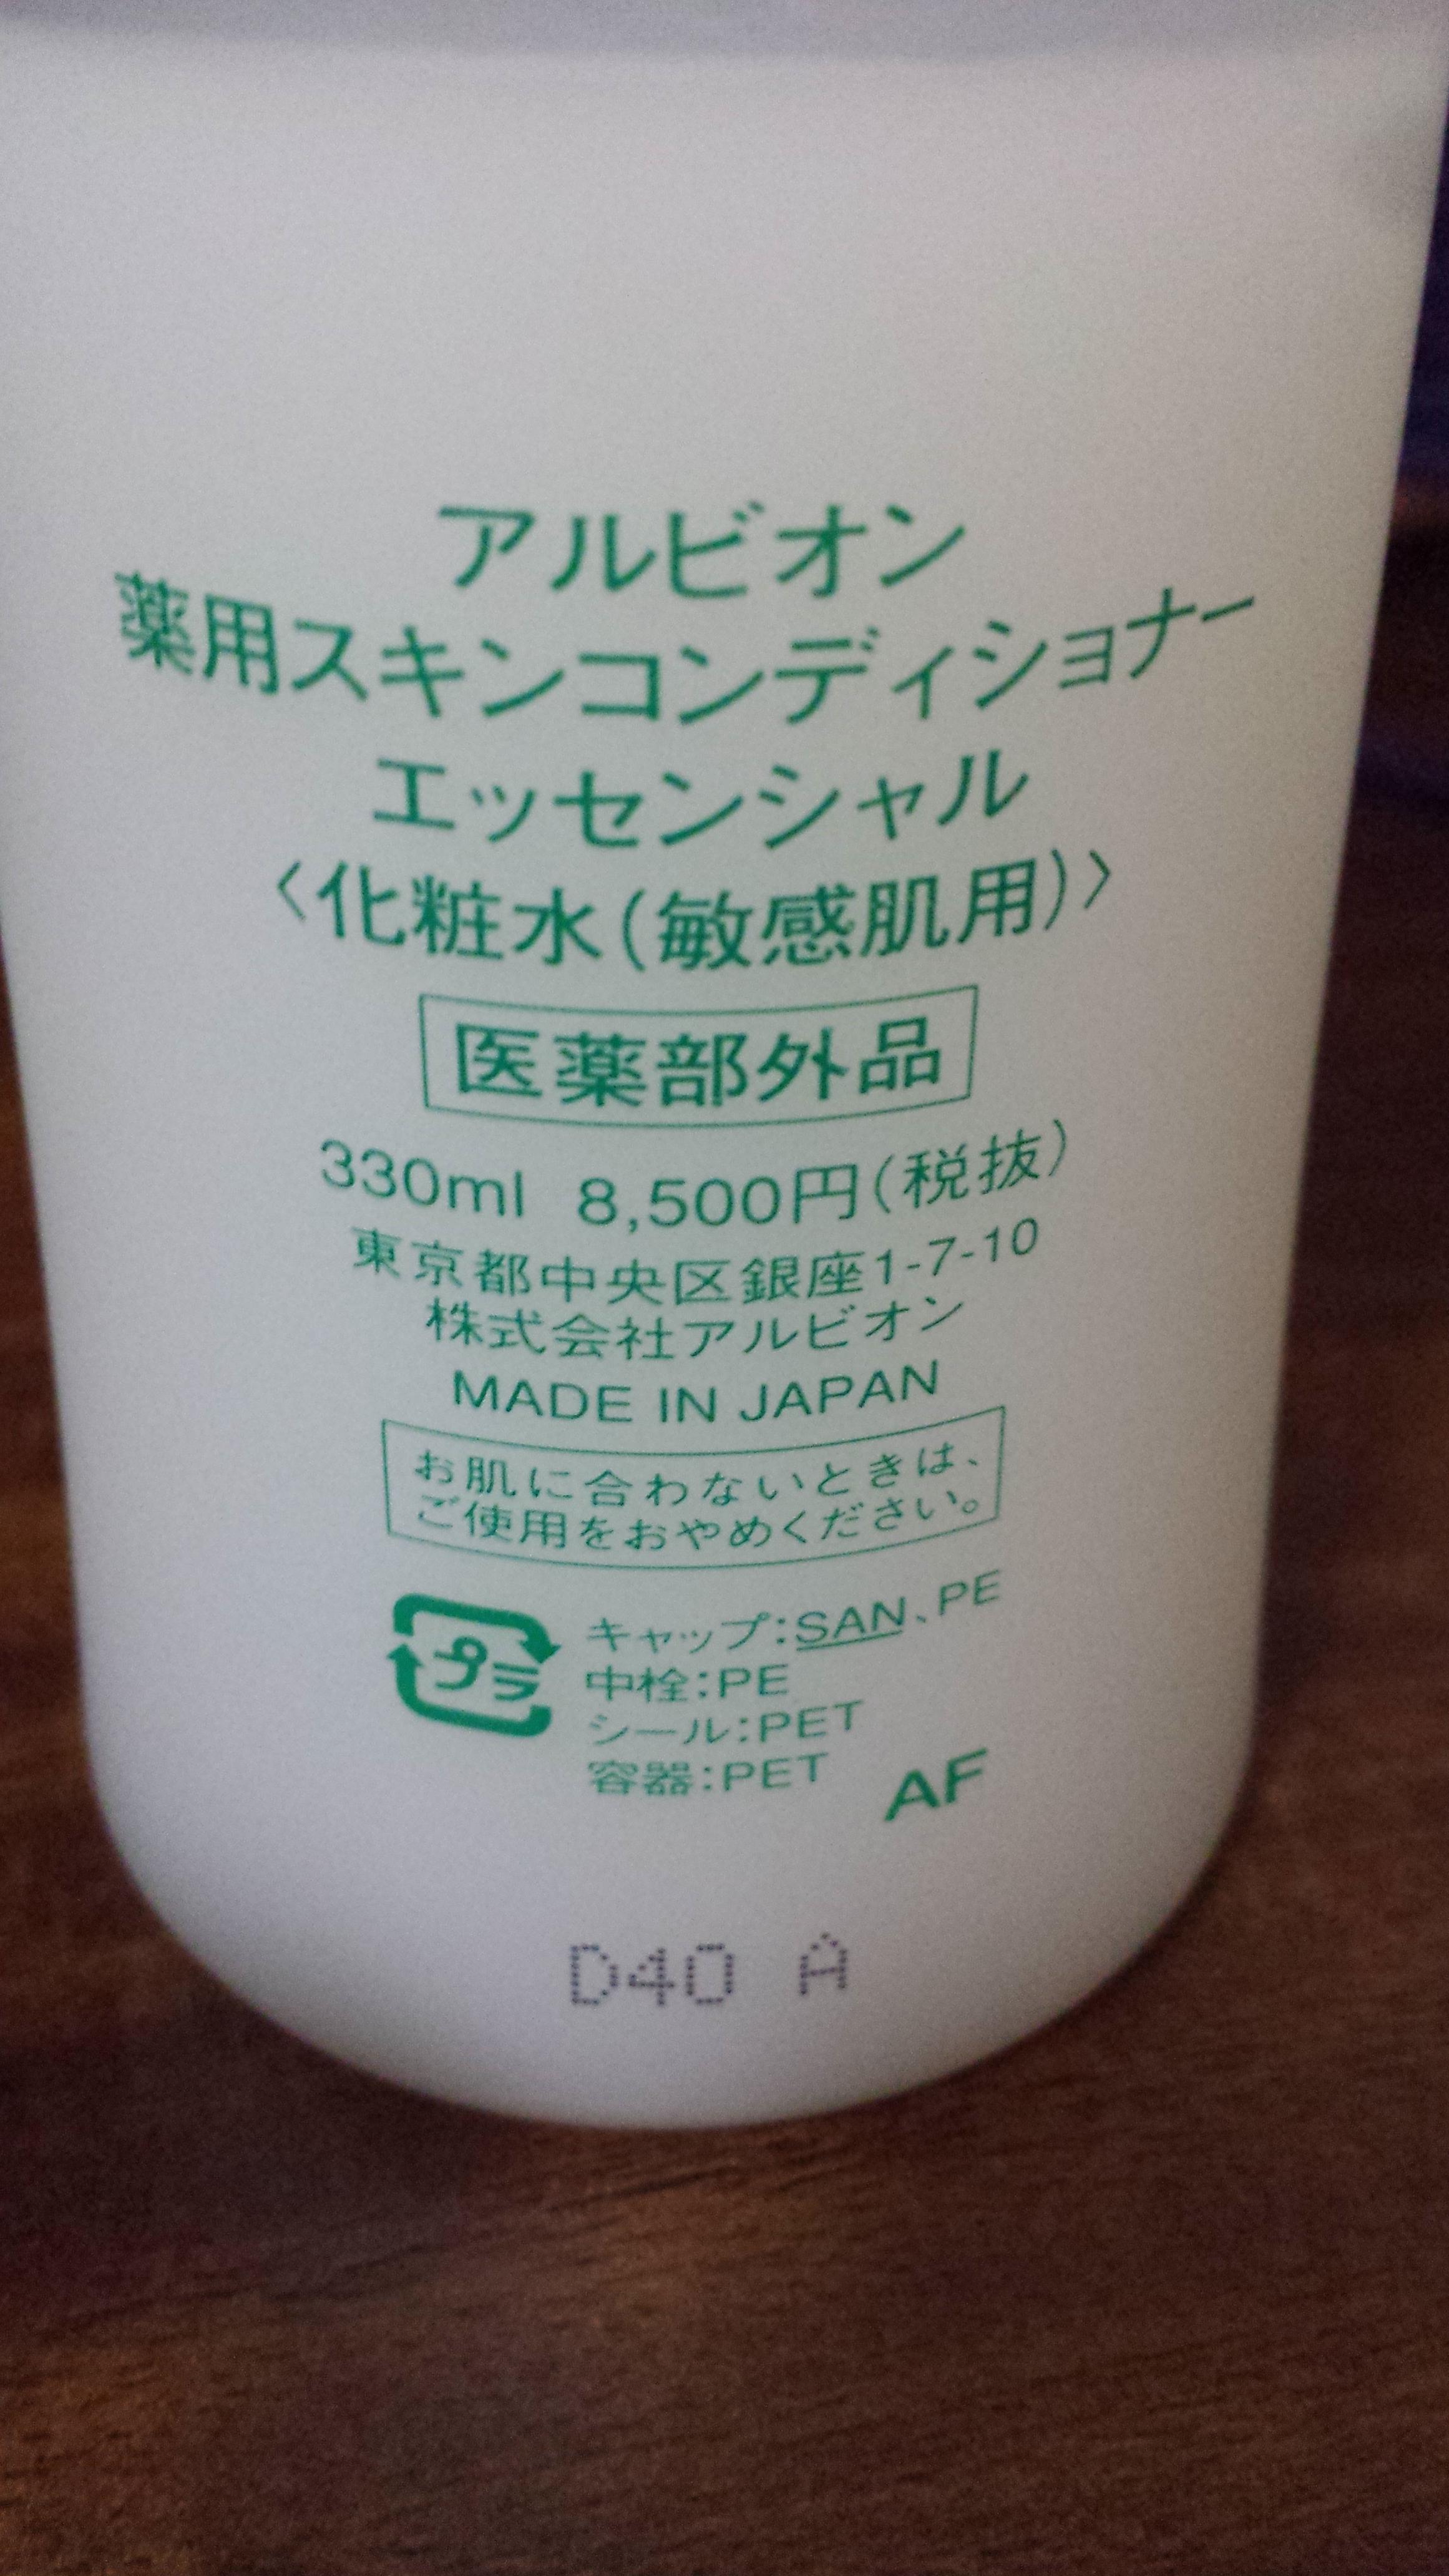 アルビオン
薬用スキンコンディショナー
エッセンシャル
〈化粧水(敏感肌用)〉
医薬部外品
330ml 8,500円(税抜)
東京都中央区銀座1-7-10
株式会社アルビオン
MADE IN JAPAN
お肌に合わないときは、
ご使用をおやめください。
プラ
キャップ:SAN、PE
中栓:PE
シール:PET
容器:PET
AF
D40 A